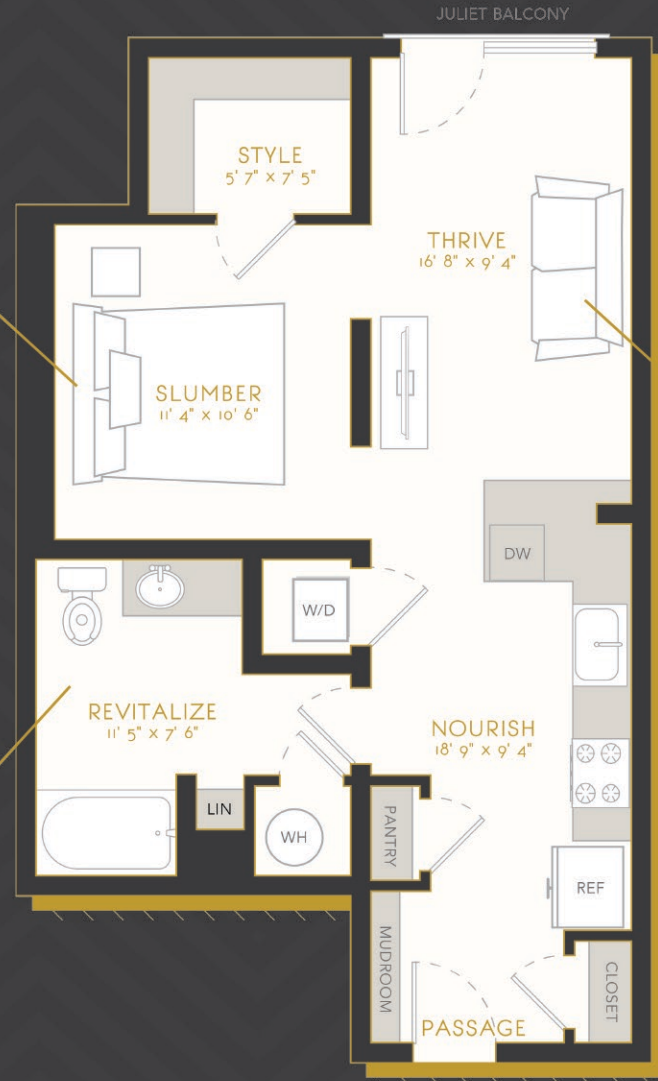 JULIET BALCONY
STYLE
5' 7" x 7' 5"
THRIVE
16' 8" x 9' 4"
SLUMBER
11' 4" x 10' 6"
DW
W/D
REVITALIZE
11' 5" x 7' 6"
NOURISH
18' 9" x 9' 4"
LIN
WH
PANTRY
REF
MUDROOM
CLOSET
PASSAGE